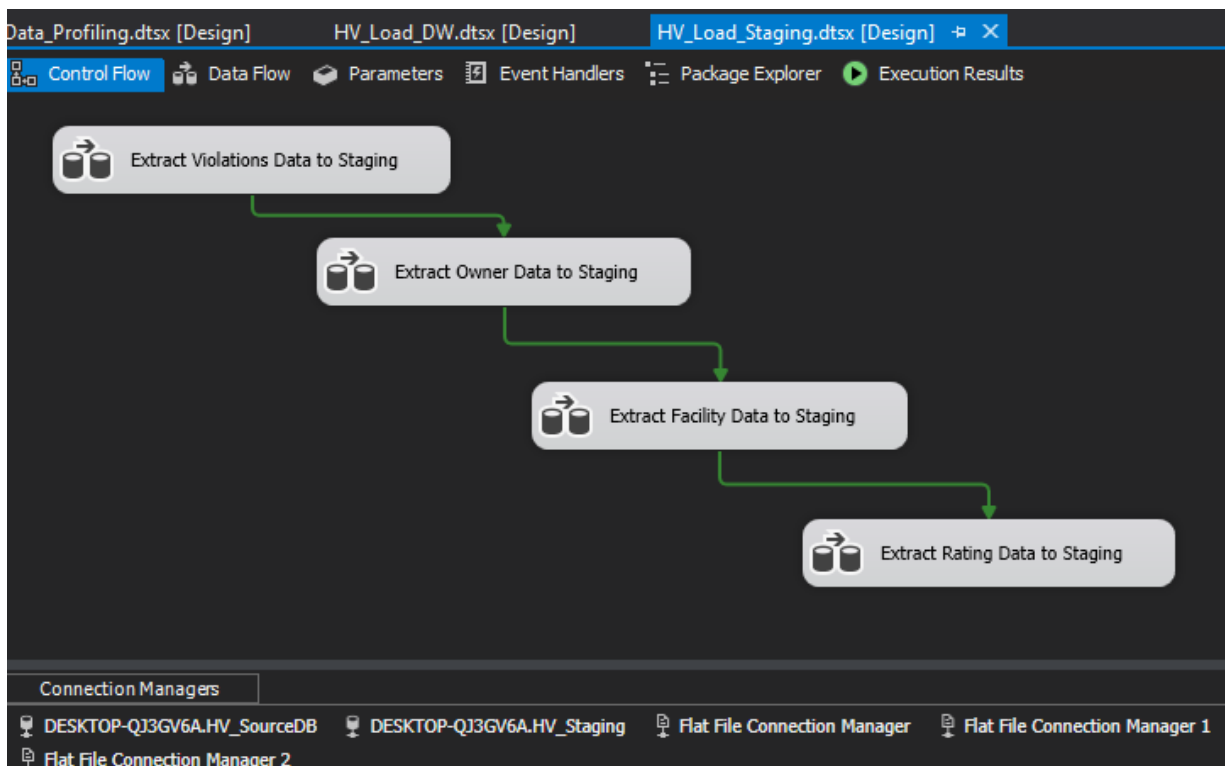 Data_Profiling.dtsx [Design] HV_Load_DW.dtsx [Design] HV_Load_Staging.dtsx [Design]
Control Flow Data Flow Parameters Event Handlers Package Explorer Execution Results
Extract Violations Data to Staging
Extract Owner Data to Staging
Extract Facility Data to Staging
Extract Rating Data to Staging
Connection Managers
DESKTOP-QJ3GV6A.HV_SourceDB DESKTOP-QJ3GV6A.HV_Staging Flat File Connection Manager Flat File Connection Manager 1
Flat File Connection Manager 2